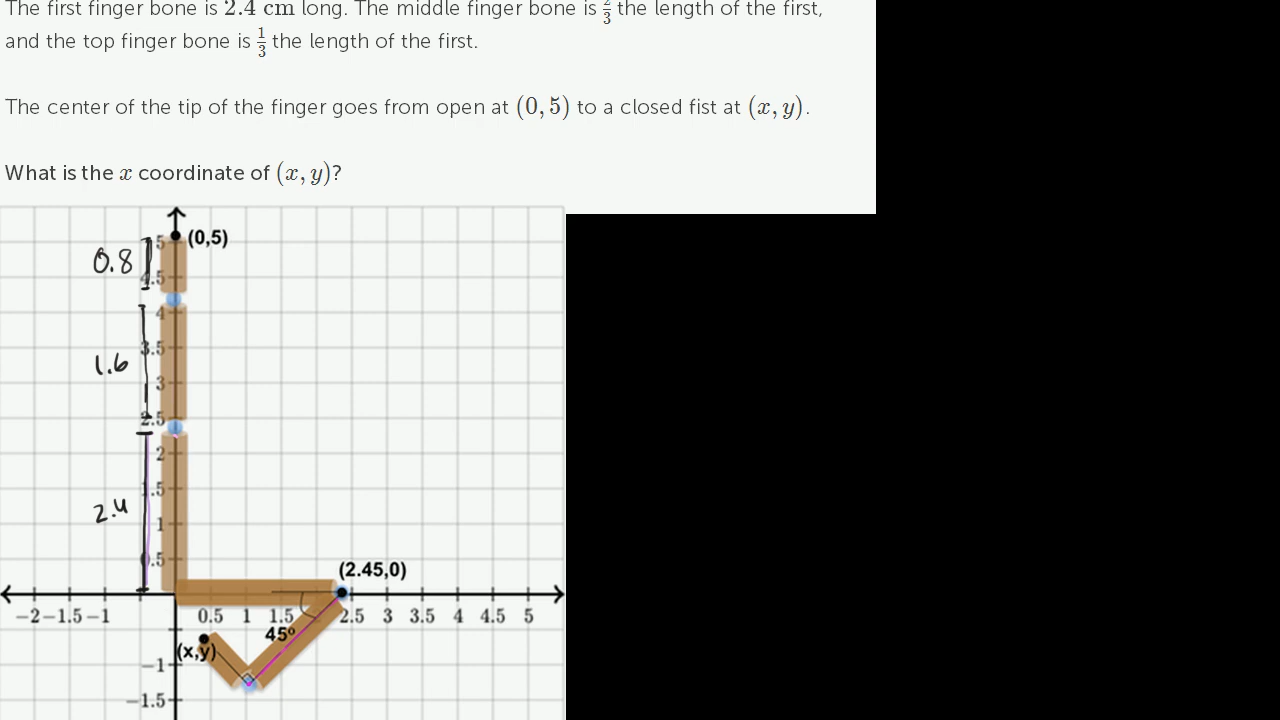 The first finger bone is 2.4 cm long. The middle finger bone is 2/3 the length of the first,
and the top finger bone is 1/3 the length of the first.
The center of the tip of the finger goes from open at (0, 5) to a closed fist at (x, y).
What is the x coordinate of (x, y)?
5 (0,5)
0.8
4.5
4
3.5
1.6
3
2.5
2
1.5
2.4
1
0.5
(2.45,0)
−2 −1.5 −1 0.5 1 1.5 2.5 3 3.5 4 4.5 5
45º
(x,y)
−1
−1.5